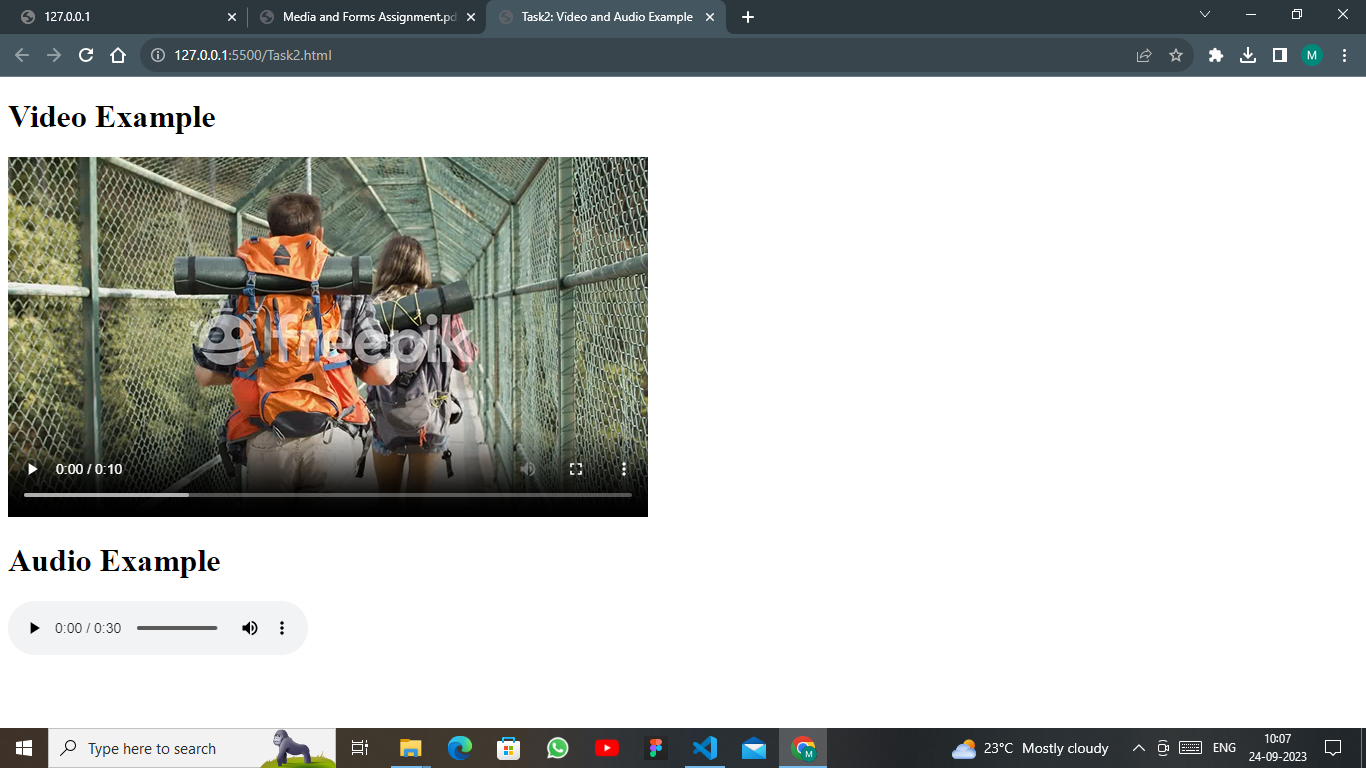 127.0.0.1
Media and Forms Assignment.pd
Task2: Video and Audio Example
127.0.0.1:5500/Task2.html
M
Video Example
freepik
0:00 / 0:10
Audio Example
0:00 / 0:30
Type here to search
M
23°C Mostly cloudy
ENG
10:07
24-09-2023